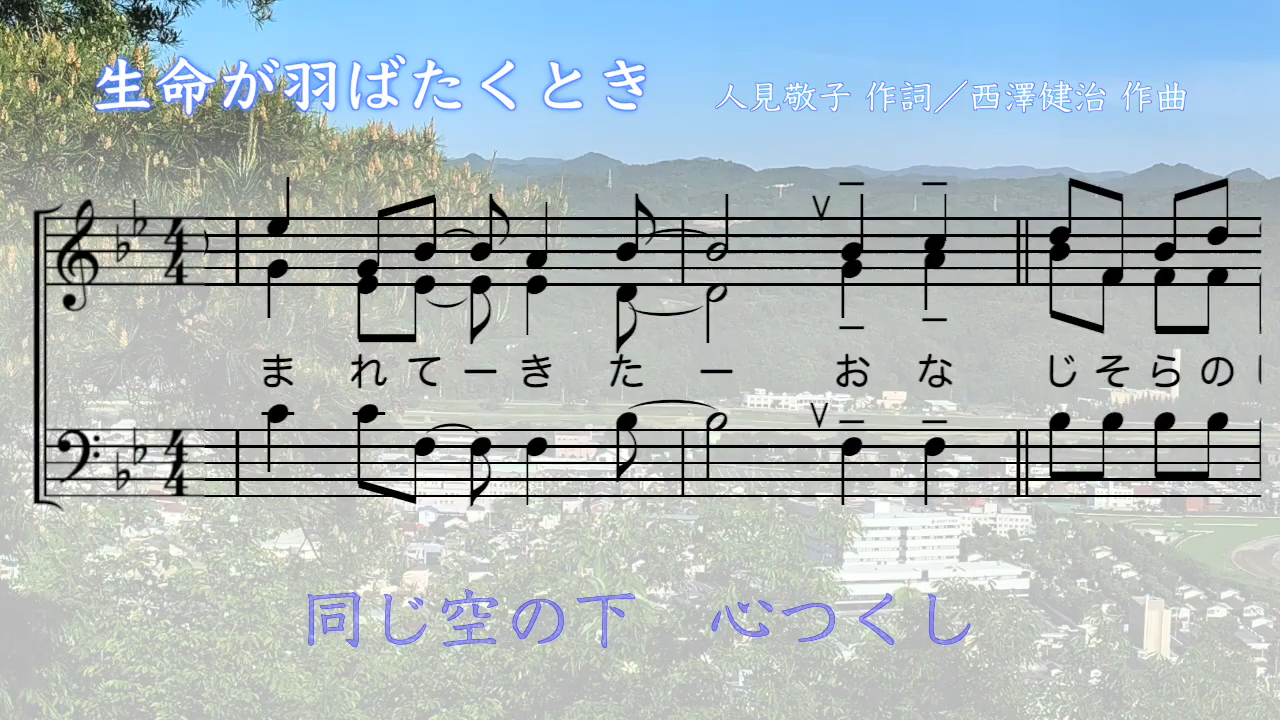 生命が羽ばたくとき 人見敬子 作詞／西澤健治 作曲
まれてーきたー おなじそらの
同じ空の下 心つくし